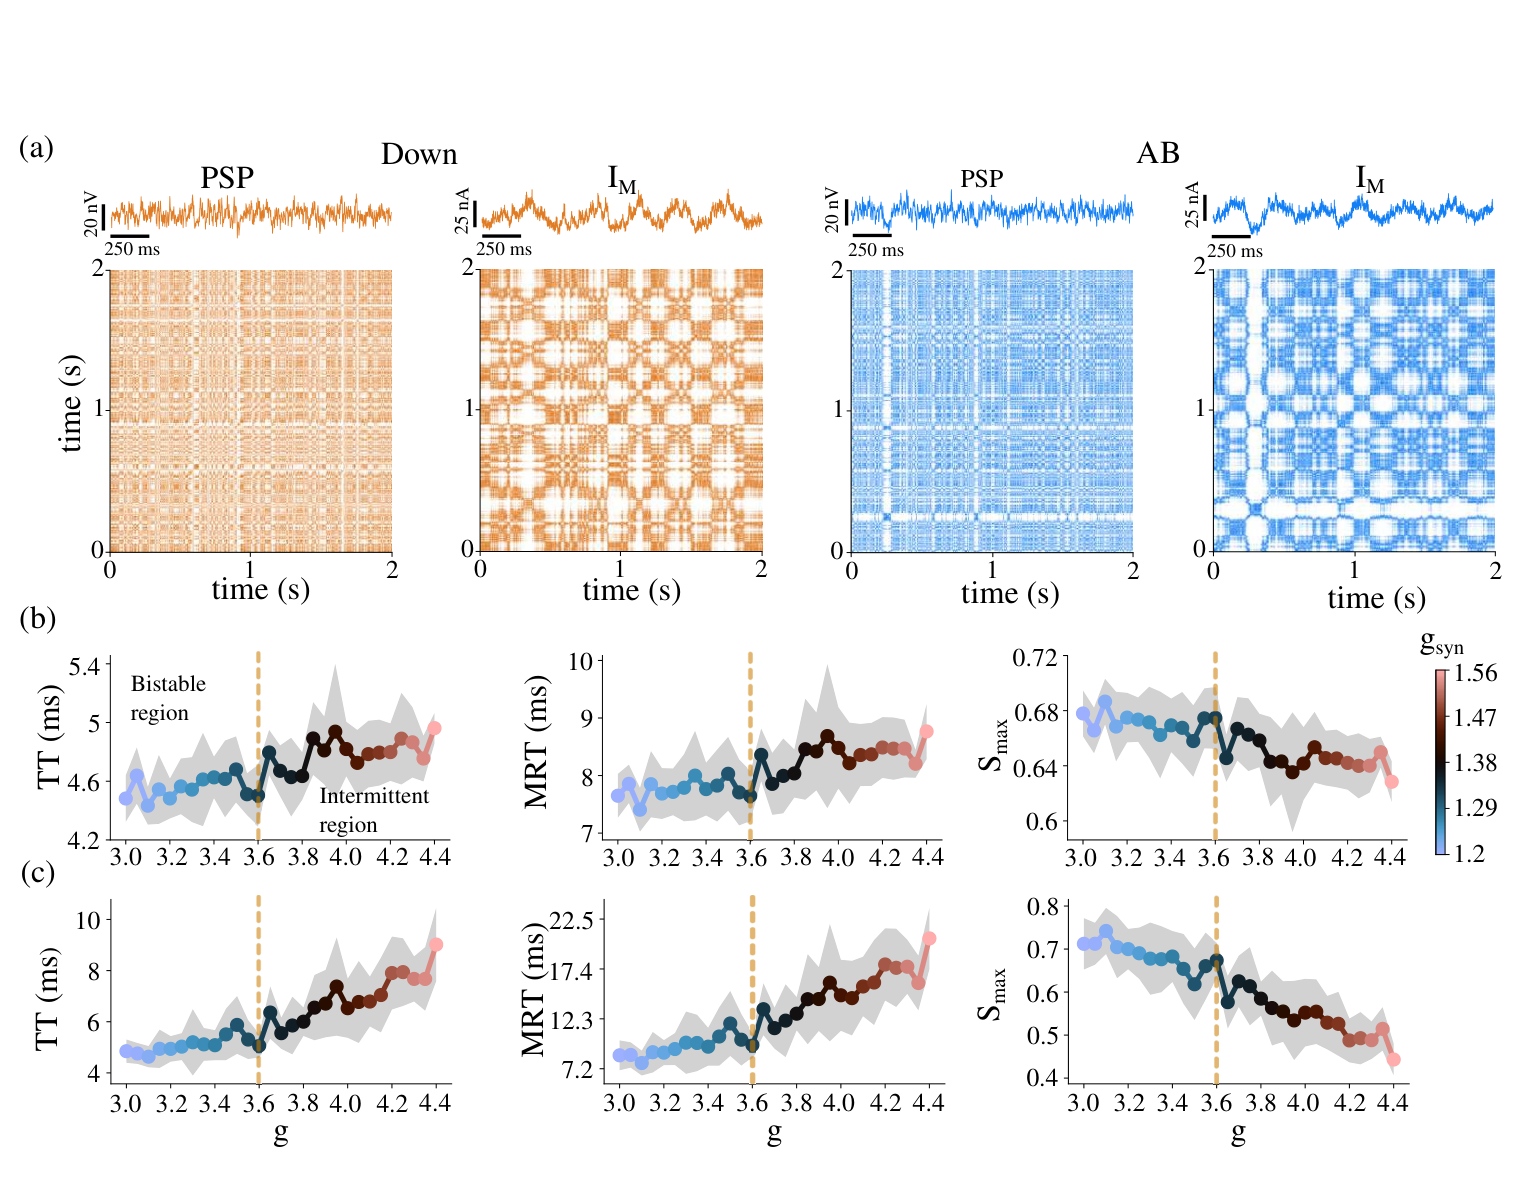 (a)
Down
AB
PSP
I_M
PSP
I_M
20 nV
25 nA
20 nV
25 nA
250 ms
250 ms
250 ms
250 ms
time (s)
2
1
0
2
1
0
2
1
0
2
1
0
0 1 2
0 1 2
0 1 2
0 1 2
time (s)
time (s)
time (s)
time (s)
(b)
TT (ms)
5.4
5
4.6
4.2
Bistable
region
Intermittent
region
3.0 3.2 3.4 3.6 3.8 4.0 4.2 4.4
MRT (ms)
10
9
8
7
3.0 3.2 3.4 3.6 3.8 4.0 4.2 4.4
S_max
0.72
0.68
0.64
0.6
3.0 3.2 3.4 3.6 3.8 4.0 4.2 4.4
g_syn
1.56
1.47
1.38
1.29
1.2
(c)
TT (ms)
10
8
6
4
3.0 3.2 3.4 3.6 3.8 4.0 4.2 4.4
g
MRT (ms)
22.5
17.4
12.3
7.2
3.0 3.2 3.4 3.6 3.8 4.0 4.2 4.4
g
S_max
0.8
0.7
0.6
0.5
0.4
3.0 3.2 3.4 3.6 3.8 4.0 4.2 4.4
g